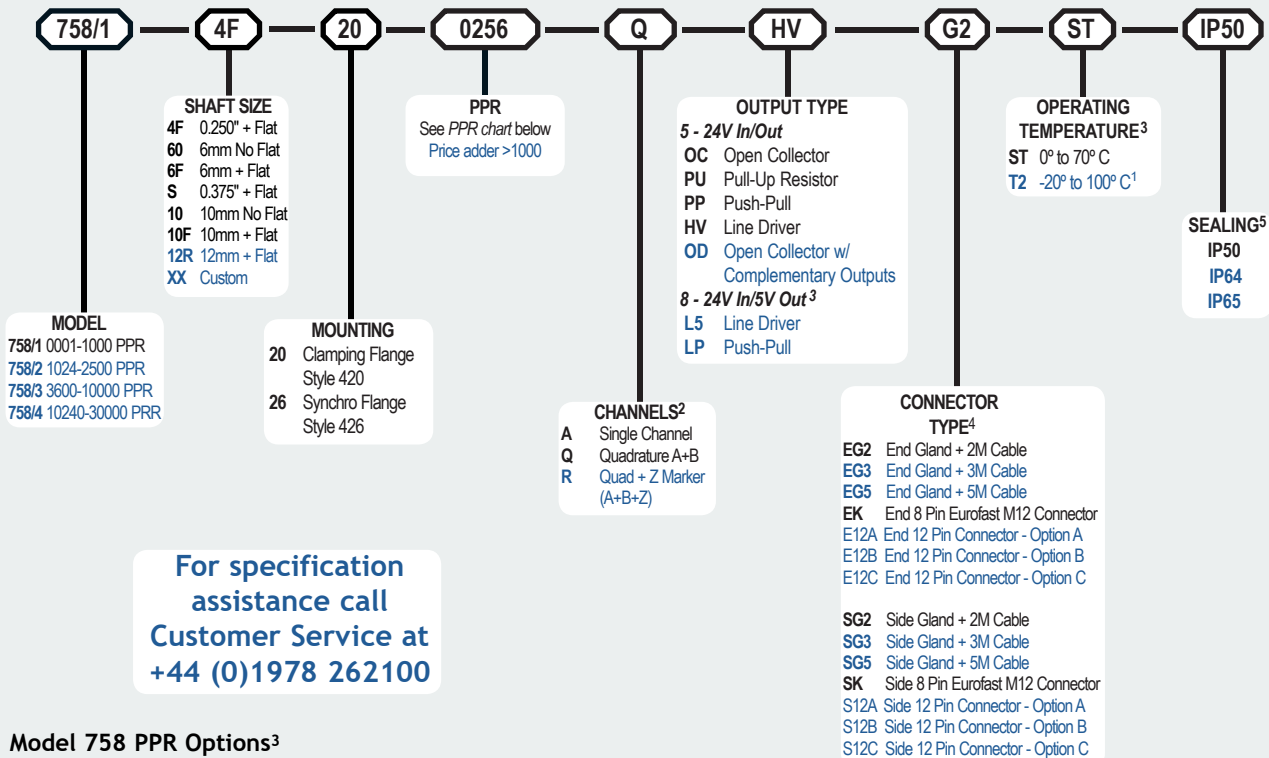 758/1 4F 20 0256 Q HV G2 ST IP50
SHAFT SIZE
4F 0.250" + Flat
60 6mm No Flat
6F 6mm + Flat
S 0.375" + Flat
10 10mm No Flat
10F 10mm + Flat
12R 12mm + Flat
XX Custom
PPR
See PPR chart below
Price adder >1000
OUTPUT TYPE
5 - 24V In/Out
OC Open Collector
PU Pull-Up Resistor
PP Push-Pull
HV Line Driver
OD Open Collector w/
Complementary Outputs
8 - 24V In/5V Out 3
L5 Line Driver
LP Push-Pull
OPERATING
TEMPERATURE3
ST 0º to 70º C
T2 -20º to 100º C1
SEALING5
IP50
IP64
IP65
MODEL
758/1 0001-1000 PPR
758/2 1024-2500 PPR
758/3 3600-10000 PPR
758/4 10240-30000 PRR
MOUNTING
20 Clamping Flange
Style 420
26 Synchro Flange
Style 426
CHANNELS2
A Single Channel
Q Quadrature A+B
R Quad + Z Marker
(A+B+Z)
CONNECTOR
TYPE4
EG2 End Gland + 2M Cable
EG3 End Gland + 3M Cable
EG5 End Gland + 5M Cable
EK End 8 Pin Eurofast M12 Connector
E12A End 12 Pin Connector - Option A
E12B End 12 Pin Connector - Option B
E12C End 12 Pin Connector - Option C
SG2 Side Gland + 2M Cable
SG3 Side Gland + 3M Cable
SG5 Side Gland + 5M Cable
SK Side 8 Pin Eurofast M12 Connector
S12A Side 12 Pin Connector - Option A
S12B Side 12 Pin Connector - Option B
S12C Side 12 Pin Connector - Option C
For specification
assistance call
Customer Service at
+44 (0)1978 262100
Model 758 PPR Options3